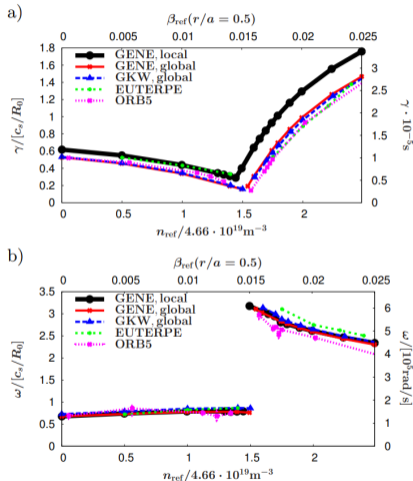 a)
β_ref(r/a = 0.5)
0 0.005 0.01 0.015 0.02 0.025
1.8
1.6
1.4
1.2
1
0.8
0.6
0.4
0.2
0
γ/[c_s/R_0]
GENE, local
GENE, global
GKW, global
EUTERPE
ORB5
3
2
1
0
γ · 10^-5 s
0 0.5 1 1.5 2
n_ref/4.66 · 10^19 m^-3
b)
β_ref(r/a = 0.5)
0 0.005 0.01 0.015 0.02 0.025
3.5
3
2.5
2
1.5
1
0.5
0
ω/[c_s/R_0]
GENE, local
GENE, global
GKW, global
EUTERPE
ORB5
6
5
4
3
2
1
0
ω/[10^5 rad/s]
0 0.5 1 1.5 2
n_ref/4.66 · 10^19 m^-3